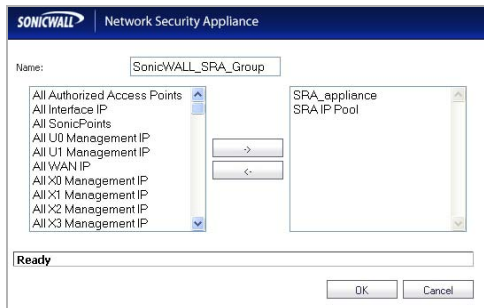 SONICWALL Network Security Appliance
Name: SonicWALL_SRA_Group
All Authorized Access Points
All Interface IP
All SonicPoints
All U0 Management IP
All U1 Management IP
All WAN IP
All X0 Management IP
All X1 Management IP
All X2 Management IP
All X3 Management IP
->
<-
SRA_appliance
SRA IP Pool
Ready
OK Cancel